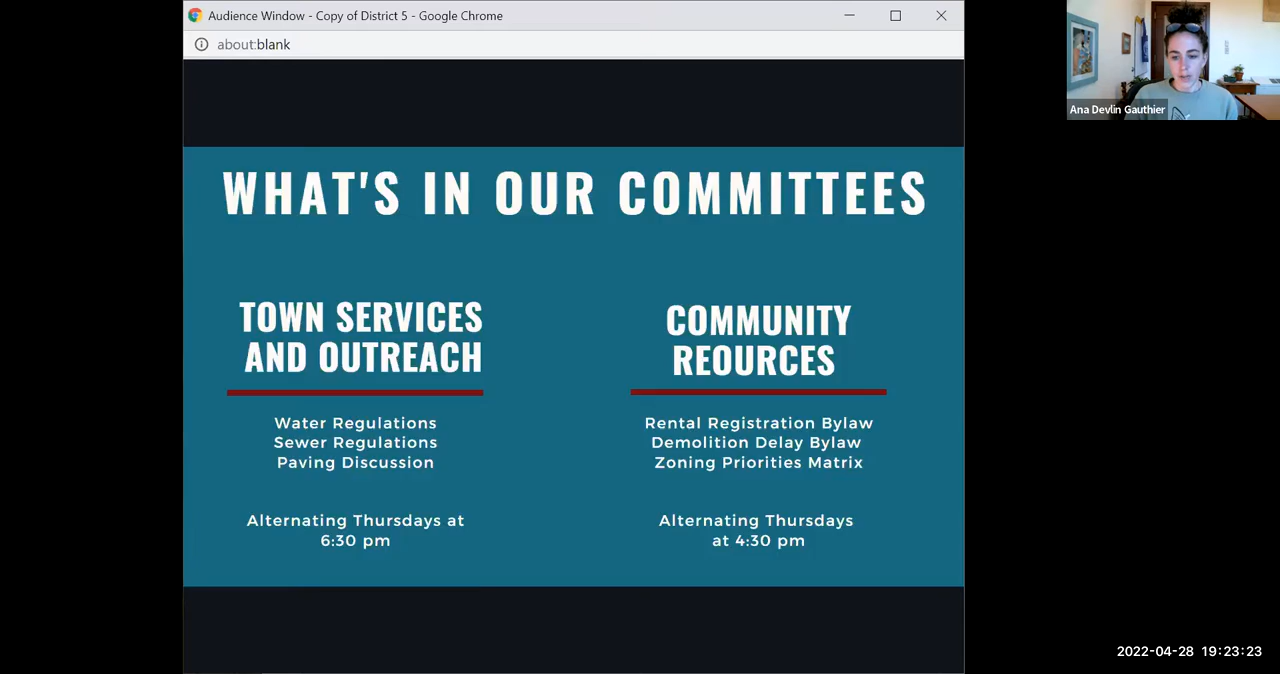 Audience Window - Copy of District 5 - Google Chrome
about:blank
Ana Devlin Gauthier
WHAT'S IN OUR COMMITTEES
TOWN SERVICES
AND OUTREACH
Water Regulations
Sewer Regulations
Paving Discussion
Alternating Thursdays at
6:30 pm
COMMUNITY
REOURCES
Rental Registration Bylaw
Demolition Delay Bylaw
Zoning Priorities Matrix
Alternating Thursdays
at 4:30 pm
2022-04-28 19:23:23